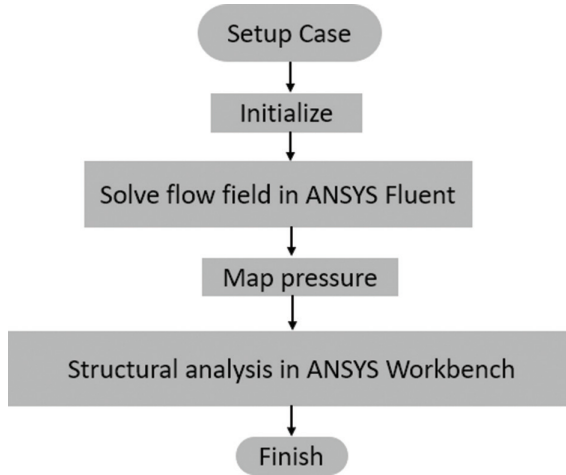 Setup Case
Initialize
Solve flow field in ANSYS Fluent
Map pressure
Structural analysis in ANSYS Workbench
Finish